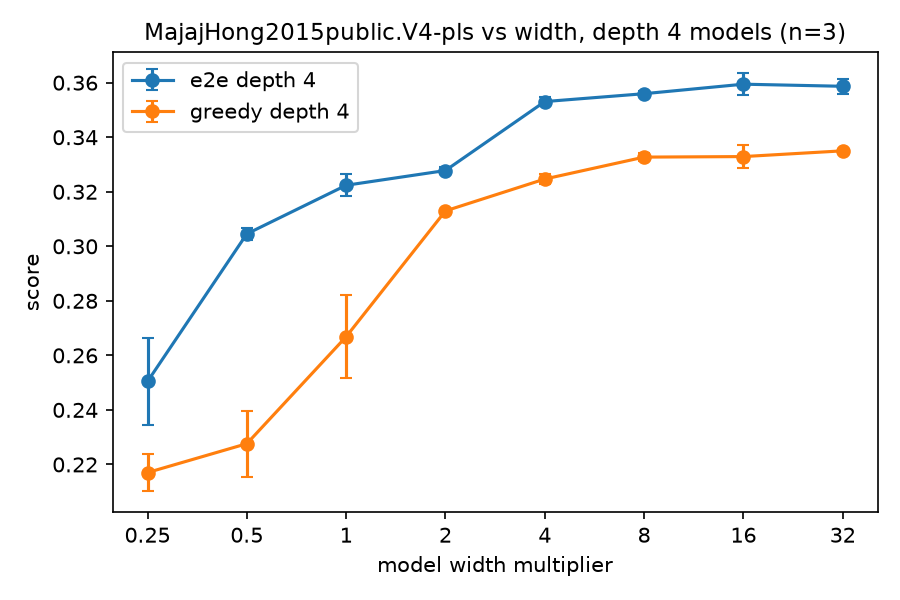 MajajHong2015public.V4-pls vs width, depth 4 models (n=3)
e2e depth 4
greedy depth 4
score
0.36
0.34
0.32
0.30
0.28
0.26
0.24
0.22
0.25 0.5 1 2 4 8 16 32
model width multiplier